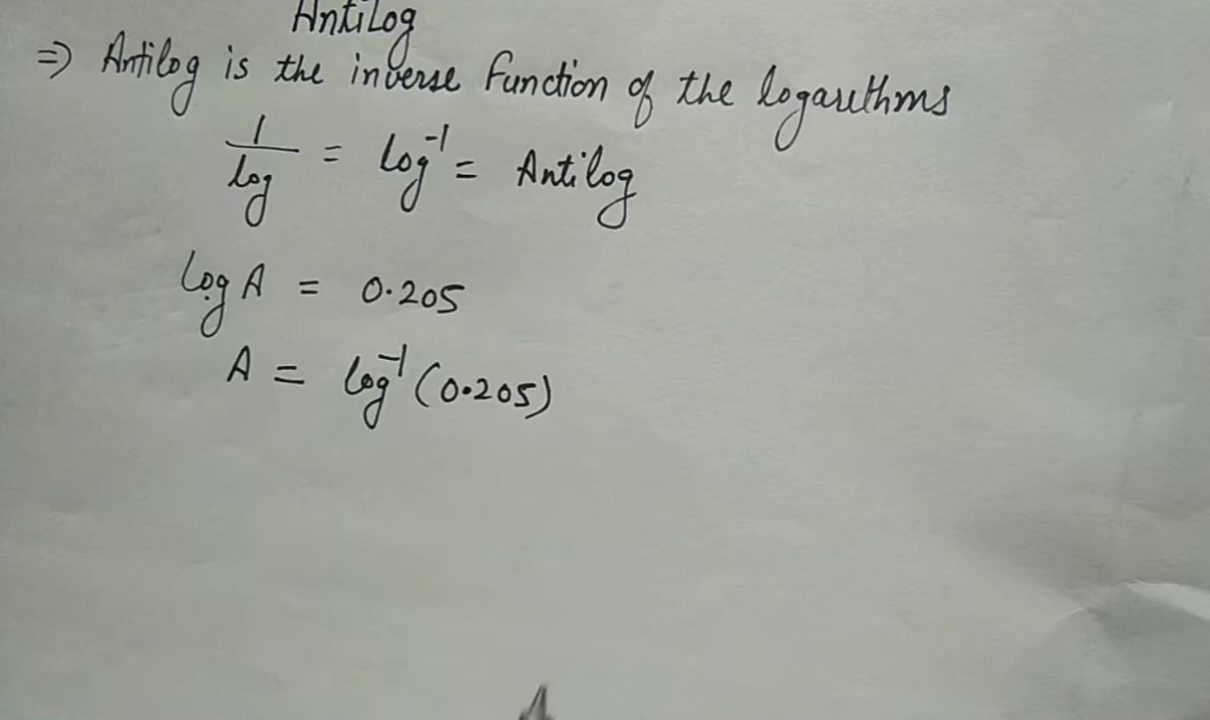 Antilog
⇒ Antilog is the inverse function of the logarithms
1/log = log⁻¹ = Antilog
log A = 0.205
A = log⁻¹ (0.205)